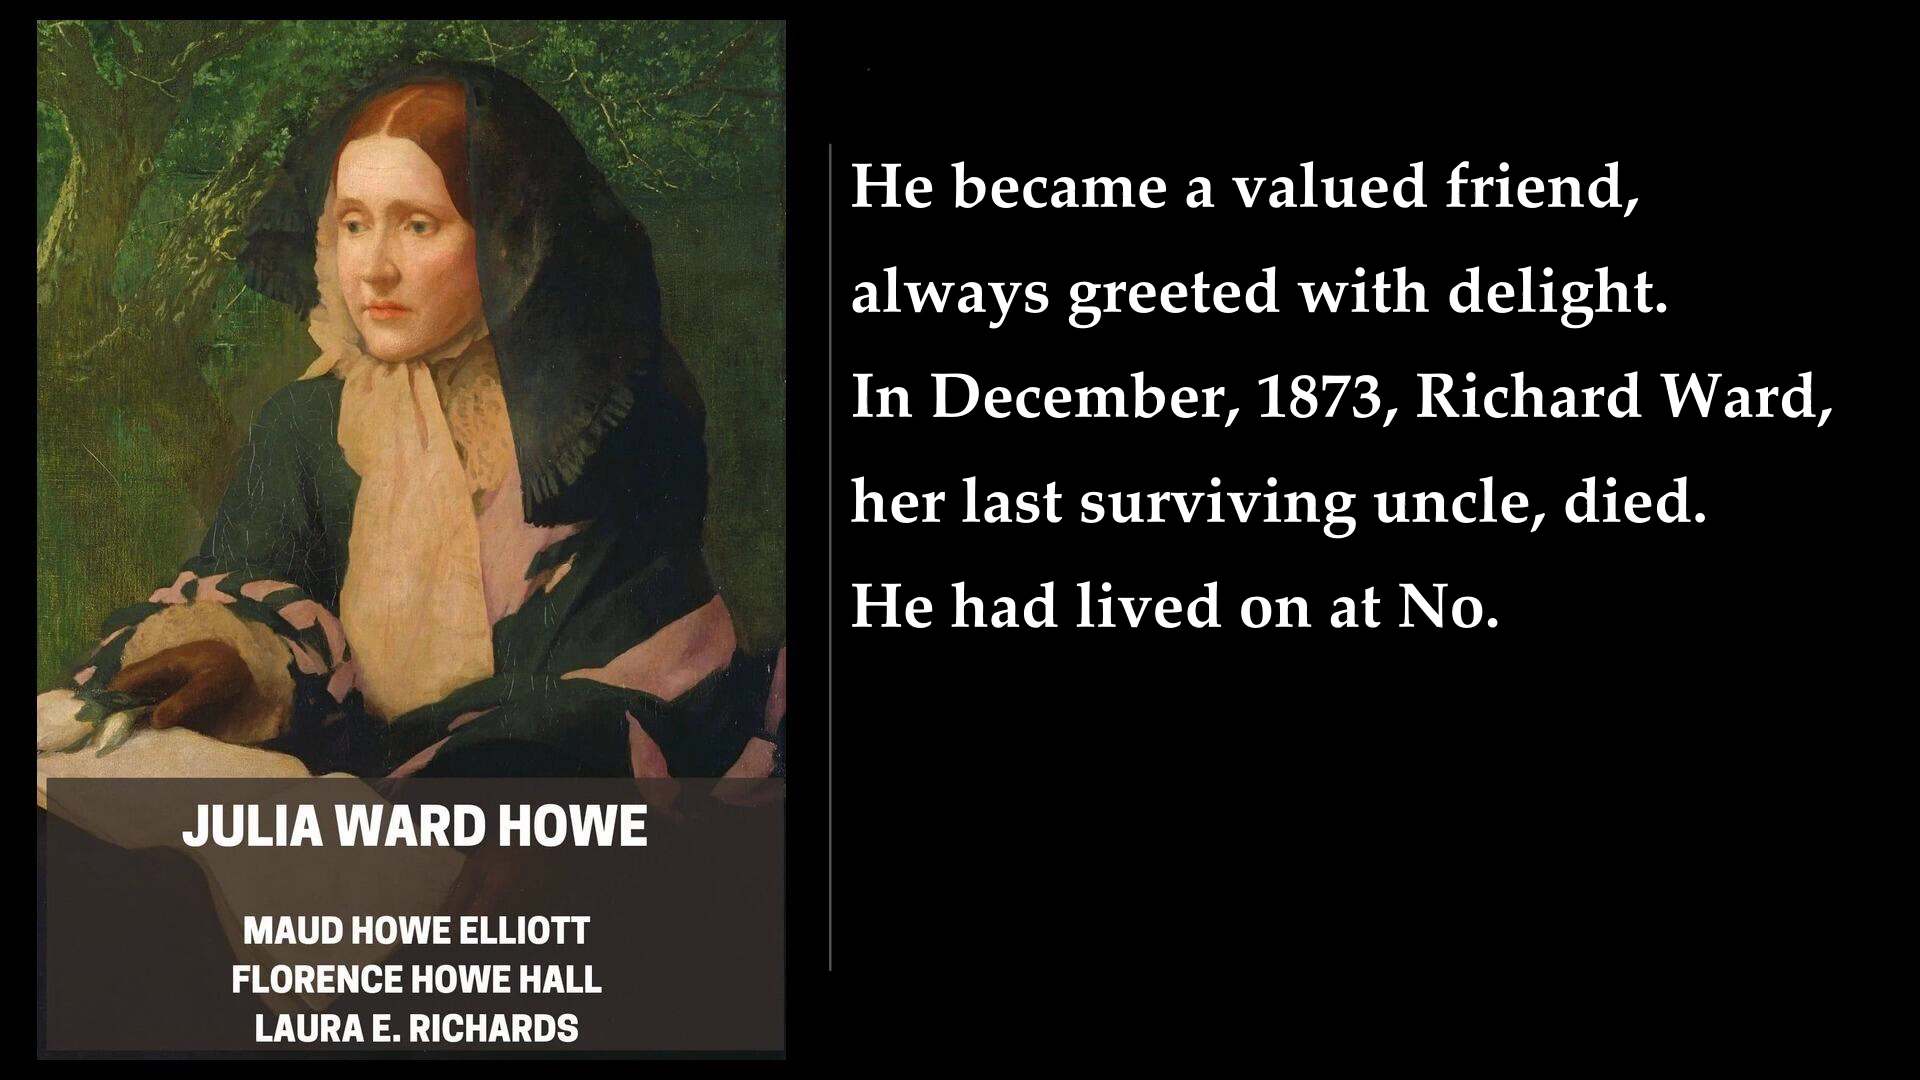 JULIA WARD HOWE
MAUD HOWE ELLIOTT
FLORENCE HOWE HALL
LAURA E. RICHARDS
He became a valued friend,
always greeted with delight.
In December, 1873, Richard Ward,
her last surviving uncle, died.
He had lived on at No.